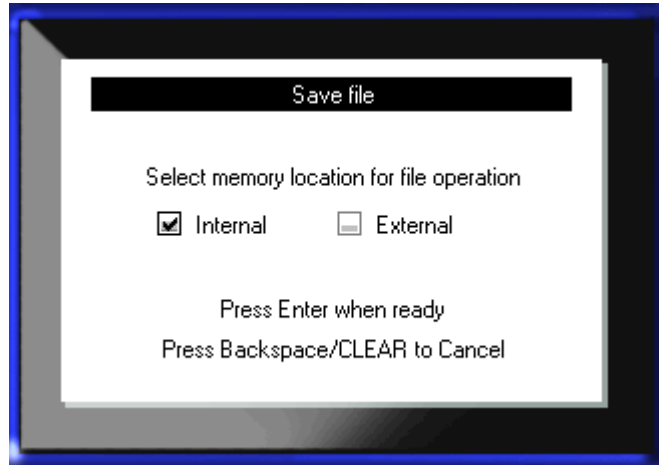 Save file
Select memory location for file operation
Internal External
Press Enter when ready
Press Backspace/CLEAR to Cancel